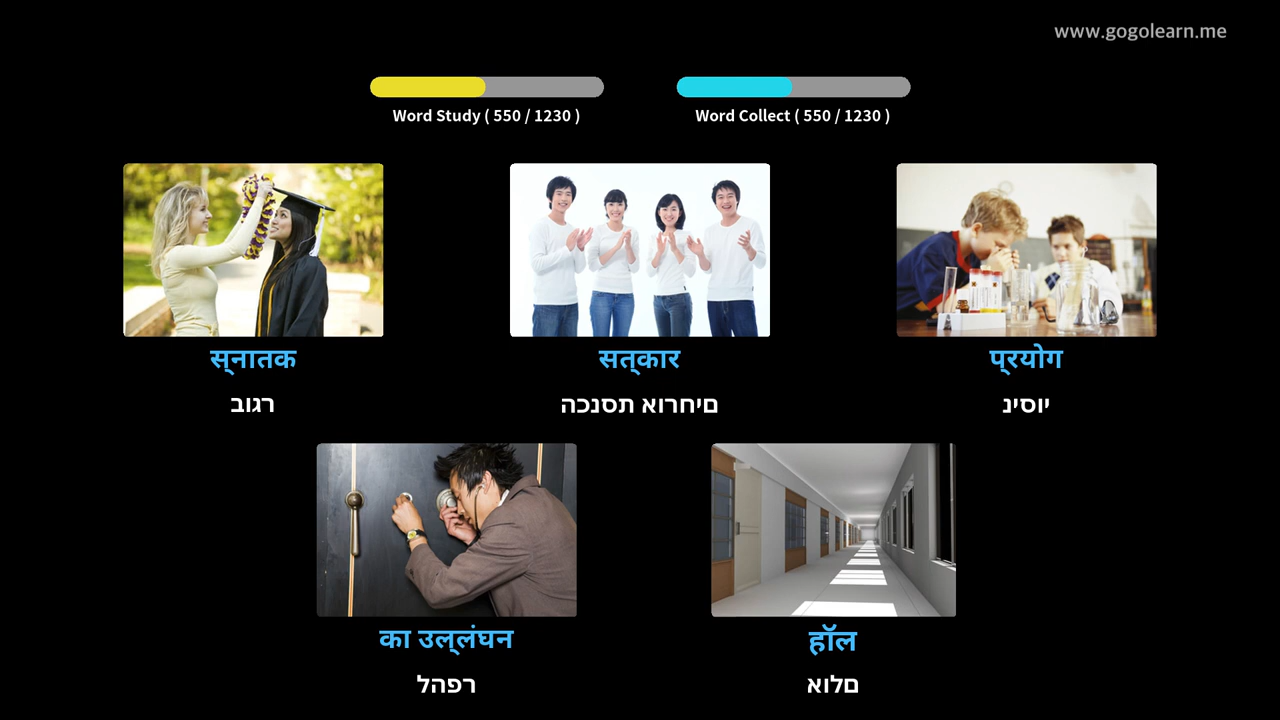 www.gogolearn.me
Word Study ( 550 / 1230 )
Word Collect ( 550 / 1230 )
स्‌नातक
सत्‌कार
प्‌रयोग
רגוב
םיחרוא תסנכה
יוסינ
का उल्‌लंघन
हॉल
רפהל
םלוא